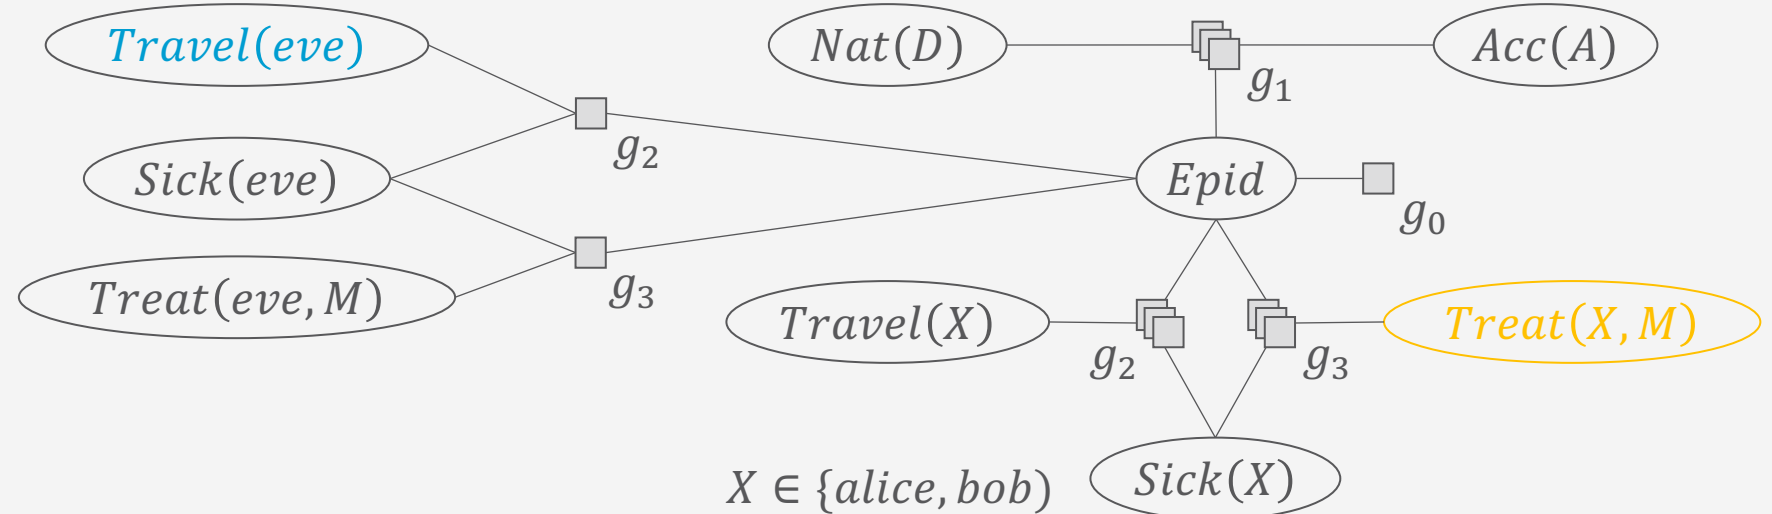 Travel(eve)
Nat(D)
Acc(A)
g₁
g₂
Sick(eve)
Epid
g₀
g₃
Treat(eve, M)
Travel(X)
g₂
g₃
Treat(X, M)
X ∈ {alice, bob)
Sick(X)